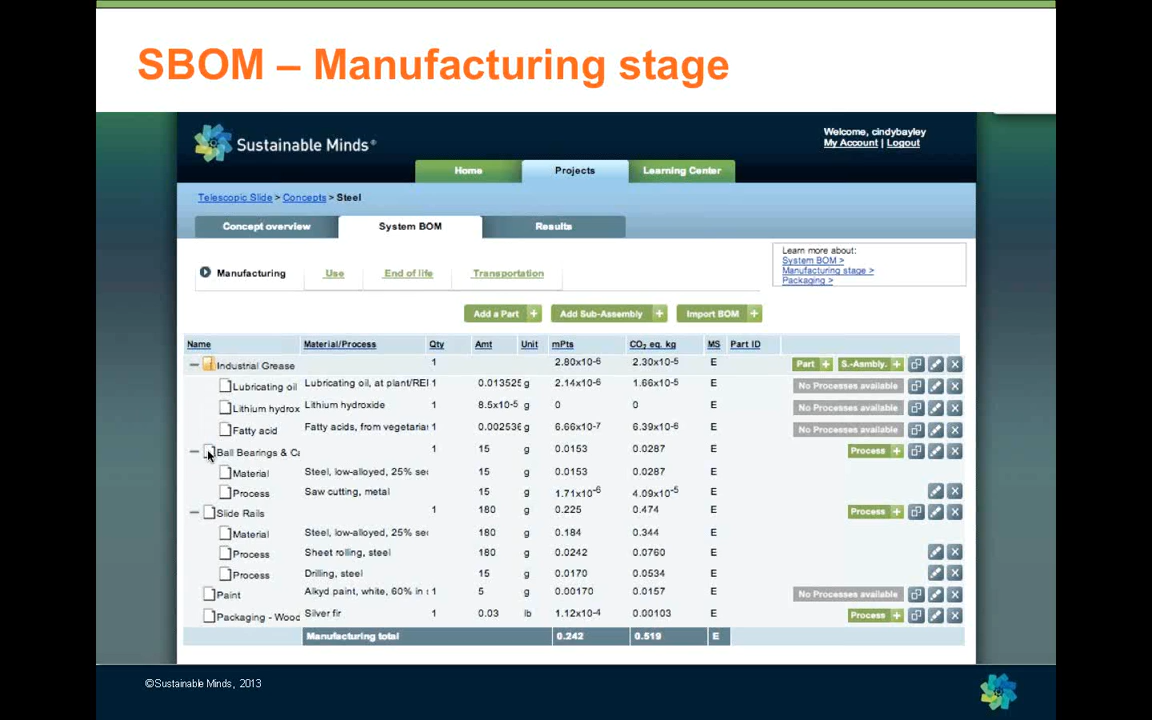 SBOM – Manufacturing stage
Sustainable Minds®
Welcome, cindybayley
My Account | Logout
Home Projects Learning Center
Telescopic Slide > Concepts > Steel
Concept overview System BOM Results
Learn more about:
System BOM >
Manufacturing stage >
Packaging >
Manufacturing Use End of life Transportation
Add a Part + Add Sub-Assembly + Import BOM +
Name Material/Process Qty Amt Unit mPts CO₂ eq. kg MS Part ID
Industrial Grease 1 2.80x10⁻⁶ 2.30x10⁻⁵ E Part + S.-Asmbly. +
Lubricating oil Lubricating oil, at plant/REI 1 0.013525 g 2.14x10⁻⁶ 1.66x10⁻⁵ E No Processes available
Lithium hydrox Lithium hydroxide 1 8.5x10⁻⁵ g 0 0 E No Processes available
Fatty acid Fatty acids, from vegetarian 1 0.002536 g 6.66x10⁻⁷ 6.39x10⁻⁶ E No Processes available
Ball Bearings & Ca 1 15 g 0.0153 0.0287 E Process +
Material Steel, low-alloyed, 25% sec 15 g 0.0153 0.0287 E
Process Saw cutting, metal 15 g 1.71x10⁻⁶ 4.09x10⁻⁵ E
Slide Rails 1 180 g 0.225 0.474 E Process +
Material Steel, low-alloyed, 25% sec 180 g 0.184 0.344 E
Process Sheet rolling, steel 180 g 0.0242 0.0760 E
Process Drilling, steel 15 g 0.0170 0.0534 E
Paint Alkyd paint, white, 60% in 1 5 g 0.00170 0.0157 E No Processes available
Packaging - Wood Silver fir 1 0.03 lb 1.12x10⁻⁴ 0.00103 E Process +
Manufacturing total 0.242 0.519 E
©Sustainable Minds, 2013